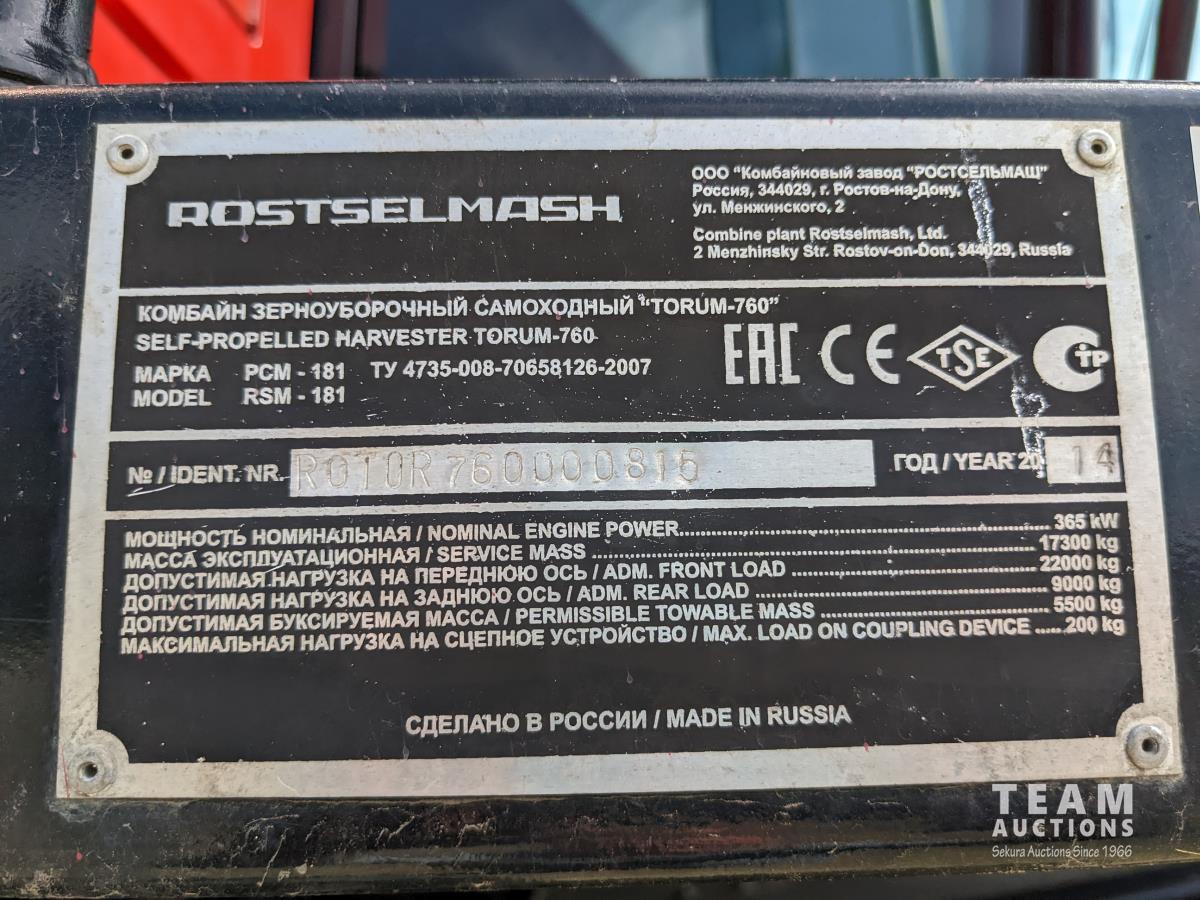 ROSTSELMASH
ООО "Комбайновый завод "РОСТСЕЛЬМАШ"
Россия, 344029, г. Ростов-на-Дону,
ул. Менжинского, 2
Combine plant Rostselmash, Ltd.
2 Menzhinsky Str. Rostov-on-Don, 344029, Russia
КОМБАЙН ЗЕРНОУБОРОЧНЫЙ САМОХОДНЫЙ "TORUM-760"
SELF-PROPELLED HARVESTER TORUM-760
МАРКА РСМ - 181 ТУ 4735-008-70658126-2007
MODEL RSM - 181
EAC CE TSE СТР
№ / IDENT. NR. R0T0R760000815
ГОД / YEAR 20 14
МОЩНОСТЬ НОМИНАЛЬНАЯ / NOMINAL ENGINE POWER 365 kW
МАССА ЭКСПЛУАТАЦИОННАЯ / SERVICE MASS 17300 kg
ДОПУСТИМАЯ НАГРУЗКА НА ПЕРЕДНЮЮ ОСЬ / ADM. FRONT LOAD 22000 kg
ДОПУСТИМАЯ НАГРУЗКА НА ЗАДНЮЮ ОСЬ / ADM. REAR LOAD 9000 kg
ДОПУСТИМАЯ БУКСИРУЕМАЯ МАССА / PERMISSIBLE TOWABLE MASS 5500 kg
МАКСИМАЛЬНАЯ НАГРУЗКА НА СЦЕПНОЕ УСТРОЙСТВО / MAX. LOAD ON COUPLING DEVICE 200 kg
СДЕЛАНО В РОССИИ / MADE IN RUSSIA
TEAM
AUCTIONS
Sekura Auctions Since 1966